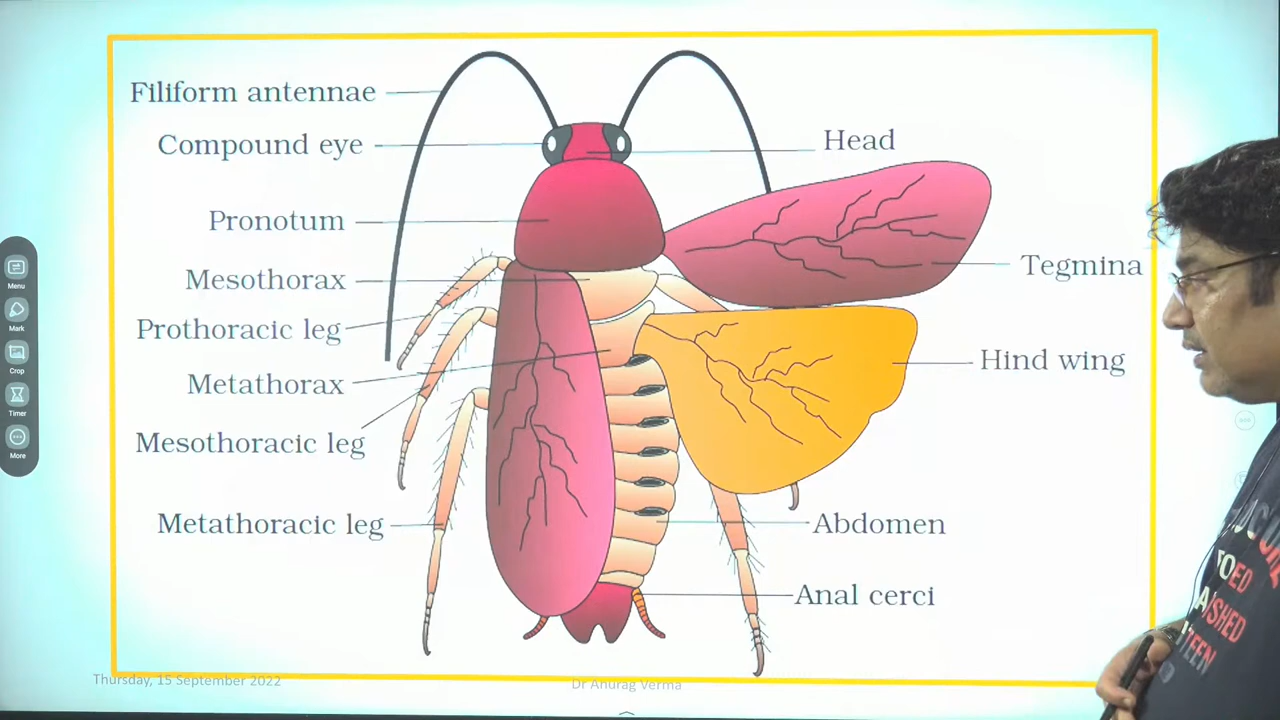 Filiform antennae
Compound eye
Head
Pronotum
Mesothorax
Tegmina
Prothoracic leg
Metathorax
Hind wing
Mesothoracic leg
Metathoracic leg
Abdomen
Anal cerci
Menu
Mark
Crop
Timer
More
Thursday, 15 September 2022
Dr Anurag Verma